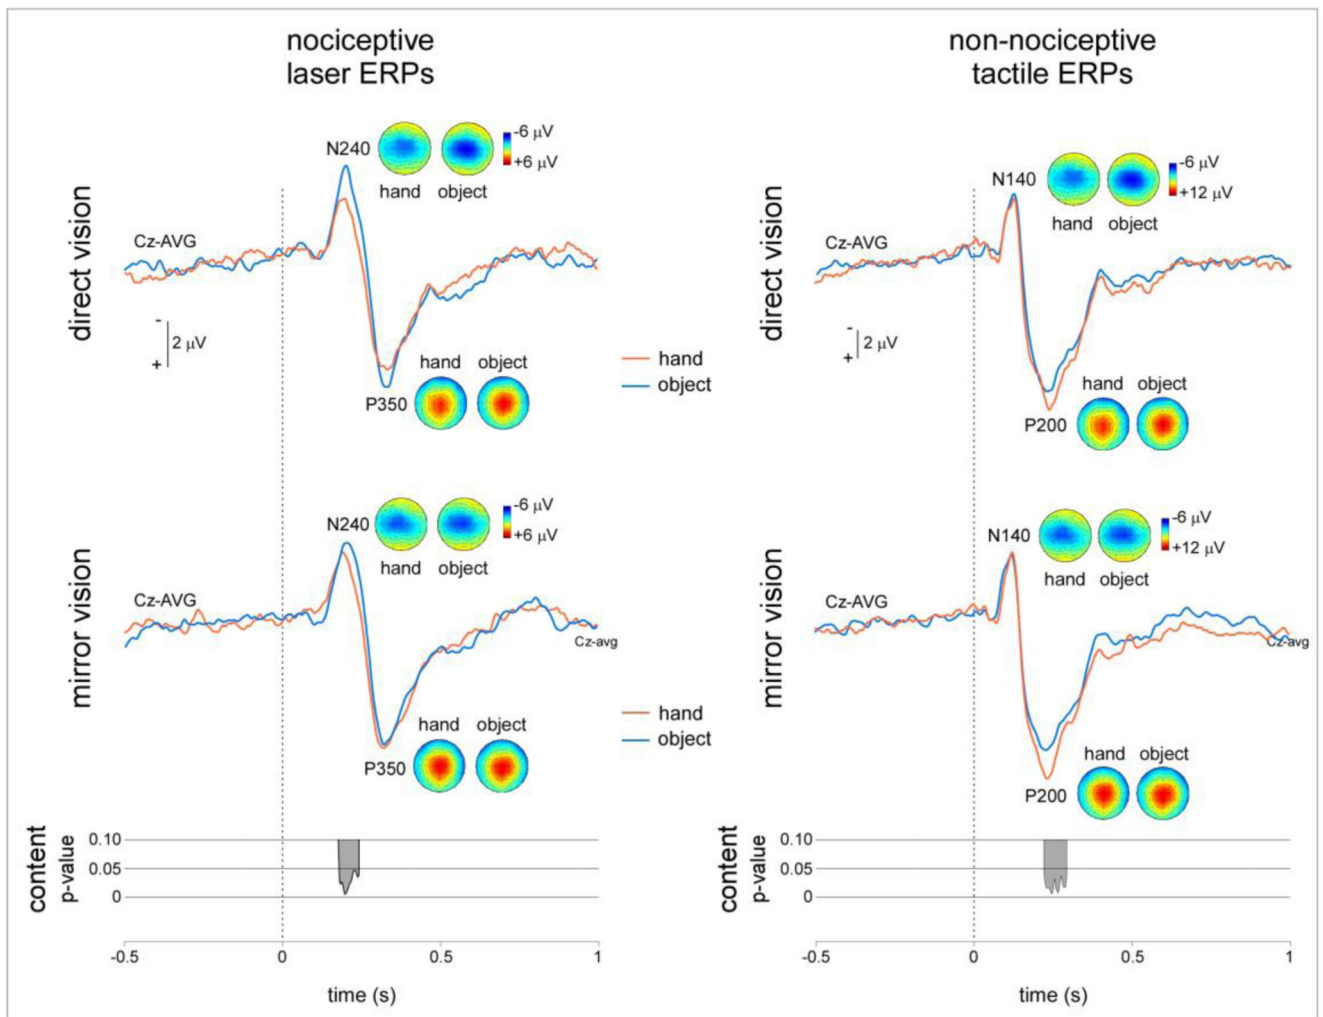 nociceptive
laser ERPs
non-nociceptive
tactile ERPs
direct vision
N240
-6 µV
+6 µV
hand object
Cz-AVG
-
2 µV
+
hand object
P350
hand
object
direct vision
N140
-6 µV
+12 µV
hand object
Cz-AVG
-
2 µV
+
hand object
P200
mirror vision
N240
-6 µV
+6 µV
hand object
Cz-AVG
Cz-avg
hand object
P350
hand
object
mirror vision
N140
-6 µV
+12 µV
hand object
Cz-AVG
Cz-avg
hand object
P200
content
p-value
0.10
0.05
0
-0.5 0 0.5 1
time (s)
content
p-value
0.10
0.05
0
-0.5 0 0.5 1
time (s)